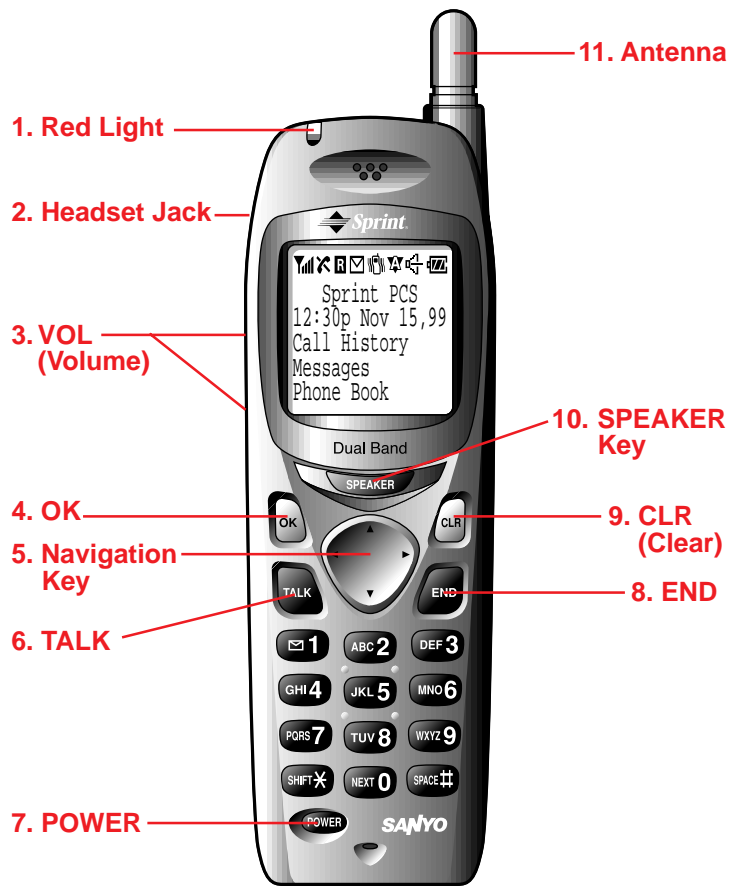 11. Antenna
1. Red Light
2. Headset Jack
Sprint.
R A
Sprint PCS
12:30p Nov 15,99
3. VOL
(Volume)
Call History
Messages
Phone Book
10. SPEAKER
Key
Dual Band
SPEAKER
4. OK
OK
CLR
9. CLR
(Clear)
5. Navigation
Key
TALK
END
8. END
6. TALK
1 ABC 2 DEF 3
GHI 4 JKL 5 MNO 6
PQRS 7 TUV 8 WXYZ 9
SHIFT * NEXT 0 SPACE #
7. POWER
POWER
SANYO